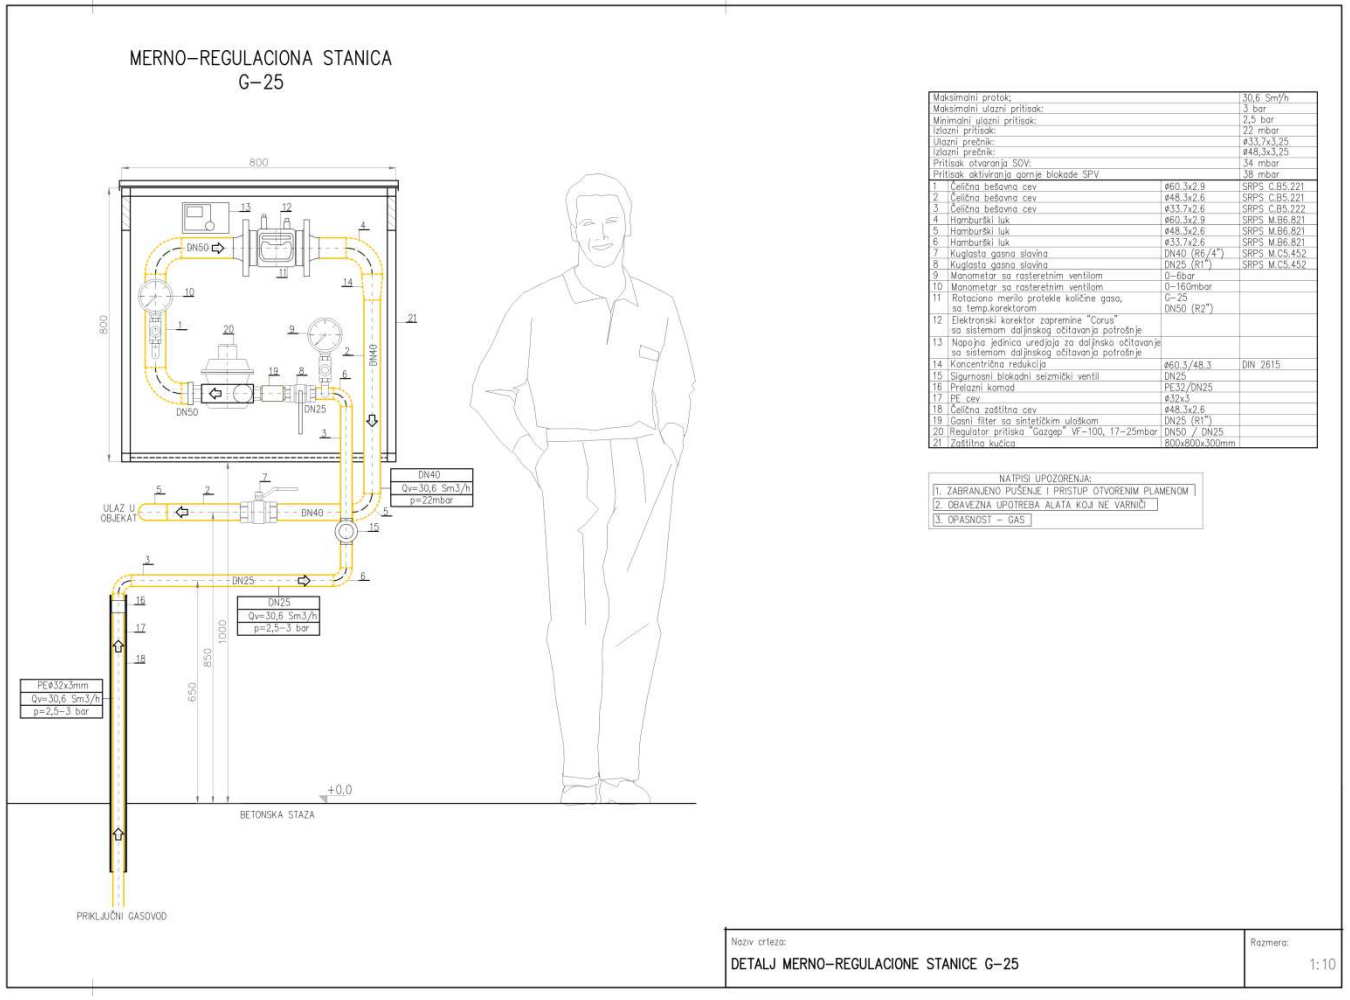 MERNO-REGULACIONA STANICA
G-25
800
800
13
12
4
DN50
11
14
10
9
21
1
20
2
DN40
19
8
6
DN50
DN25
3
DN40
Qv=30,6 Sm3/h
p=22mbar
7
5
2
ULAZ U
OBJEKAT
DN40
5
15
3
DN25
6
DN25
Qv=30,6 Sm3/h
p=2,5-3 bar
16
17
18
1000
850
650
PEø32x3mm
Qv=30,6 Sm3/h
p=2,5-3 bar
+0,0
BETONSKA STAZA
PRIKLJUČNI GASOVOD
Maksimalni protok; 30,6 Sm³/h
Maksimalni ulazni pritisak: 3 bar
Minimalni ulazni pritisak: 2,5 bar
Izlazni pritisak: 22 mbar
Ulazni prečnik: ø33,7x3,25
Izlazni prečnik: ø48,3x3,25
Pritisak otvaranja SOV: 34 mbar
Pritisak aktiviranja gornje blokade SPV 38 mbar
1 Čelična bešavna cev ø60.3x2.9 SRPS C.B5.221
2 Čelična bešavna cev ø48.3x2.6 SRPS C.B5.221
3 Čelična bešavna cev ø33.7x2.6 SRPS C.B5.222
4 Hamburški luk ø60.3x2.9 SRPS M.B6.821
5 Hamburški luk ø48.3x2.6 SRPS M.B6.821
6 Hamburški luk ø33.7x2.6 SRPS M.B6.821
7 Kuglasta gasna slavina DN40 (R6/4") SRPS M.C5.452
8 Kuglasta gasna slavina DN25 (R1") SRPS M.C5.452
9 Manometar sa rasteretnim ventilom 0-6bar
10 Manometar sa rasteretnim ventilom 0-160mbar
11 Rotaciono merilo protekle količine gasa, G-25
sa temp.korektorom DN50 (R2")
12 Elektronski korektor zapremine "Corus"
sa sistemom daljinskog očitavanja potrošnje
13 Napojna jedinica uredjaja za daljinsko očitavanje
sa sistemom daljinskog očitavanja potrošnje
14 Koncentrična redukcija ø60.3/48.3 DIN 2615
15 Sigurnosni blokadni seizmički ventil DN25
16 Prelazni komad PE32/DN25
17 PE cev ø32x3
18 Čelična zaštitna cev ø48.3x2.6
19 Gasni filter sa sintetičkim uloškom DN25 (R1")
20 Regulator pritiska "Gazgep" VF-100, 17-25mbar DN50 / DN25
21 Zaštitna kućica 800x800x300mm
NATPISI UPOZORENJA:
1. ZABRANJENO PUŠENJE I PRISTUP OTVORENIM PLAMENOM
2. OBAVEZNA UPOTREBA ALATA KOJI NE VARNIČI
3. OPASNOST - GAS
Naziv crteza:
DETALJ MERNO-REGULACIONE STANICE G-25
Razmera:
1:10